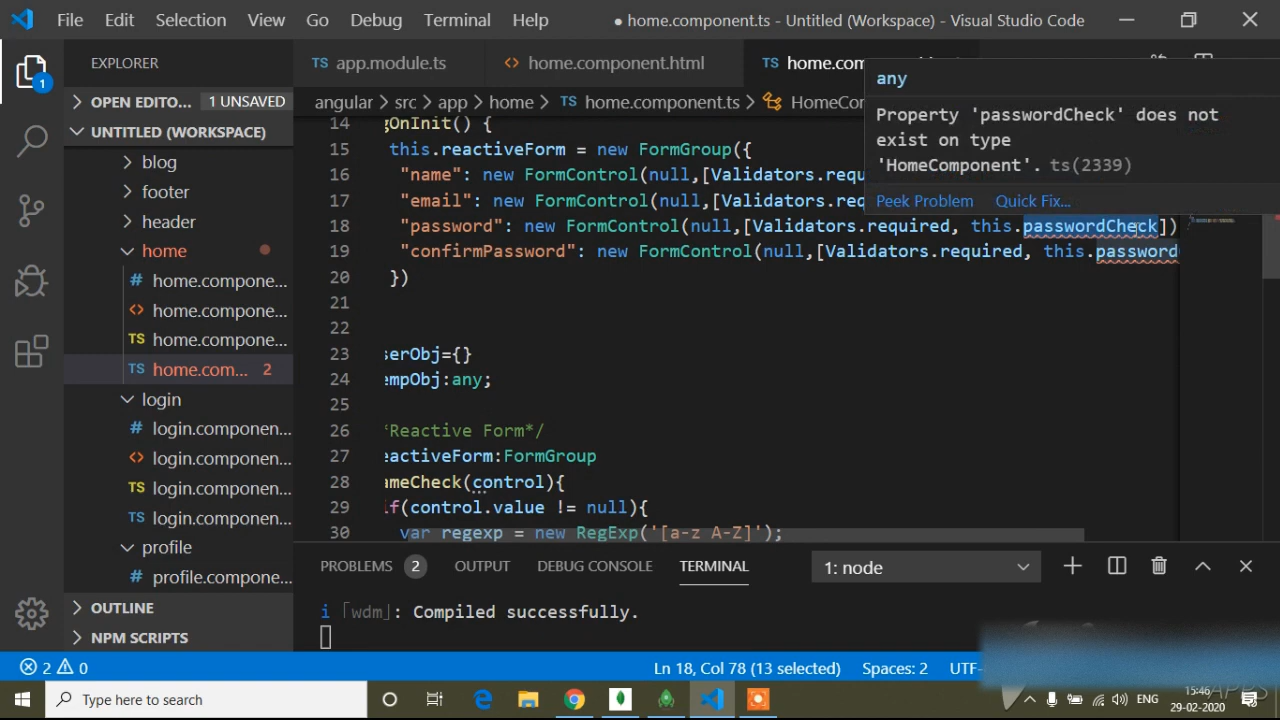 File Edit Selection View Go Debug Terminal Help ● home.component.ts - Untitled (Workspace) - Visual Studio Code
EXPLORER
TS app.module.ts <> home.component.html TS home.com
OPEN EDITO... 1 UNSAVED
angular > src > app > home > TS home.component.ts > HomeCom
UNTITLED (WORKSPACE)
blog
footer
header
home
# home.compone...
<> home.compone...
TS home.compone...
TS home.com... 2
login
# login.componen...
<> login.componen...
TS login.componen...
TS login.componen...
profile
# profile.compone...
OUTLINE
NPM SCRIPTS
1
any
Property 'passwordCheck' does not
exist on type
'HomeComponent'. ts(2339)
Peek Problem Quick Fix...
14 gOnInit() {
15 this.reactiveForm = new FormGroup({
16 "name": new FormControl(null,[Validators.requ
17 "email": new FormControl(null,[Validators.requ
18 "password": new FormControl(null,[Validators.required, this.passwordCheck])
19 "confirmPassword": new FormControl(null,[Validators.required, this.password
20 })
21
22
23 serObj={}
24 empObj:any;
25
26 *Reactive Form*/
27 eactiveForm:FormGroup
28 ameCheck(control){
29 if(control.value != null){
30 var regexp = new RegExp('[a-z A-Z]');
PROBLEMS 2 OUTPUT DEBUG CONSOLE TERMINAL 1: node
i ｢wdm｣: Compiled successfully.
2 0 Ln 18, Col 78 (13 selected) Spaces: 2 UTF-
Type here to search
ENG
15:46
29-02-2020
APPS